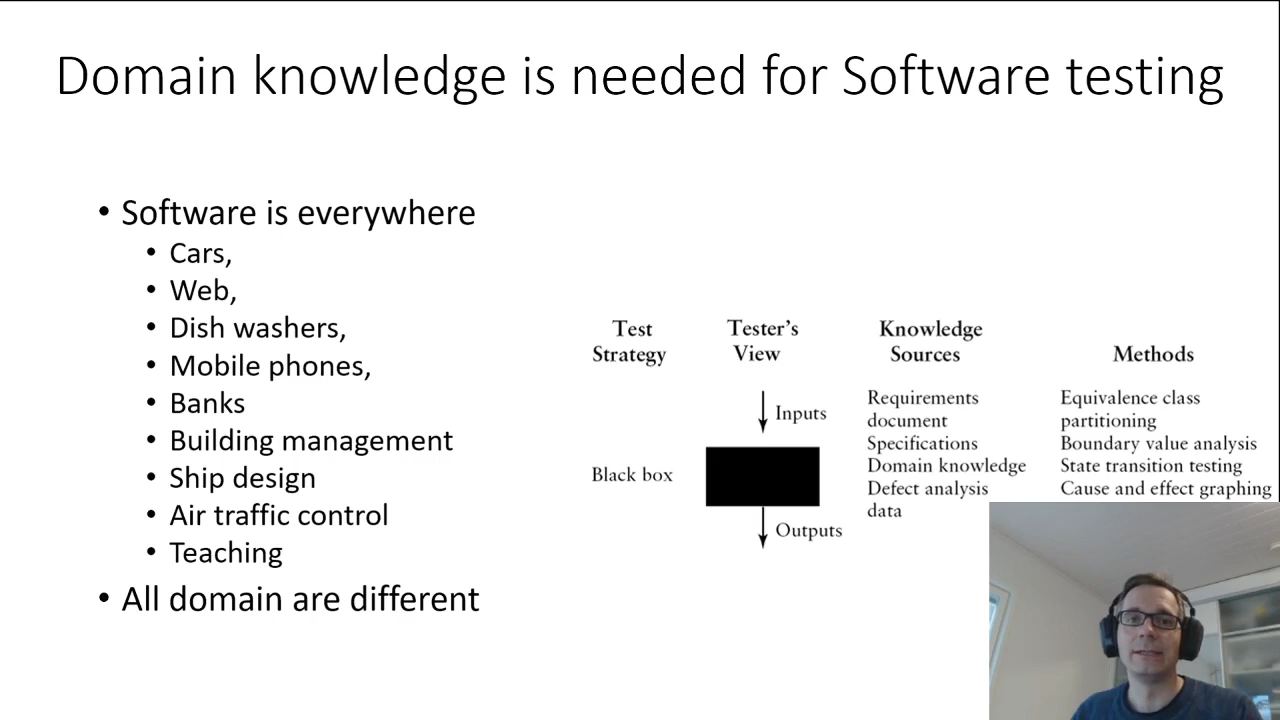 Domain knowledge is needed for Software testing
• Software is everywhere
• Cars,
• Web,
• Dish washers,
• Mobile phones,
• Banks
• Building management
• Ship design
• Air traffic control
• Teaching
• All domain are different
Test
Strategy
Black box
Tester's
View
Inputs
Outputs
Knowledge
Sources
Requirements
document
Specifications
Domain knowledge
Defect analysis
data
Methods
Equivalence class
partitioning
Boundary value analysis
State transition testing
Cause and effect graphing